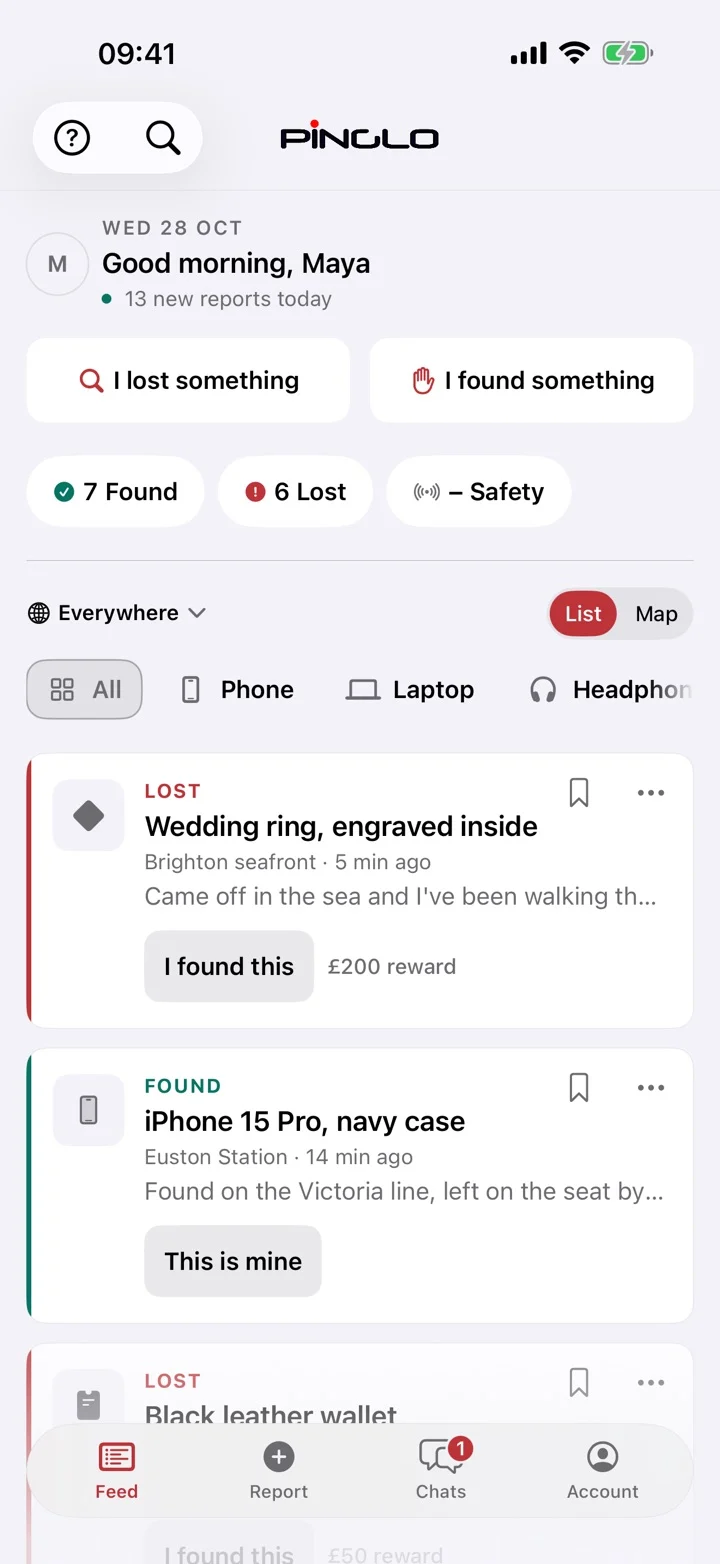 09:41
PINGLO
WED 28 OCT
M
Good morning, Maya
13 new reports today
I lost something
I found something
7 Found
6 Lost
– Safety
Everywhere
List
Map
All
Phone
Laptop
Headphon
LOST
Wedding ring, engraved inside
Brighton seafront · 5 min ago
Came off in the sea and I've been walking th...
I found this
£200 reward
FOUND
iPhone 15 Pro, navy case
Euston Station · 14 min ago
Found on the Victoria line, left on the seat by...
This is mine
LOST
Black leather wallet
1
Feed
Report
Chats
Account
I found this
£50 reward